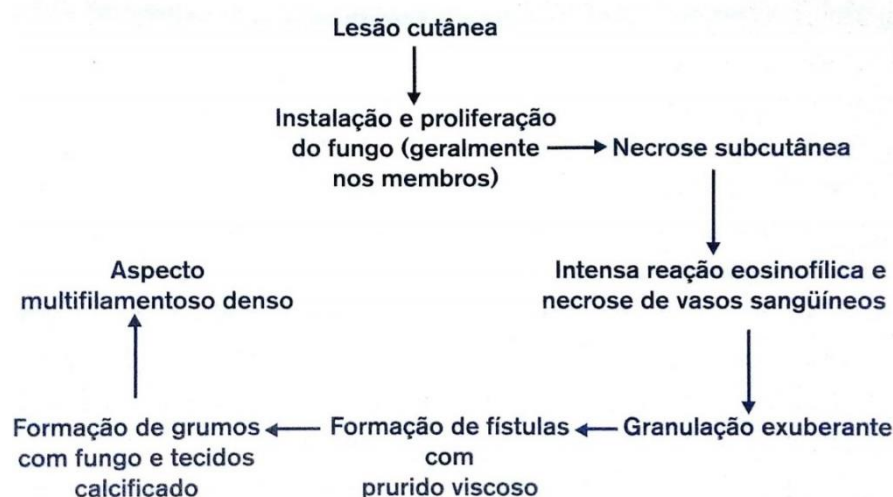 Lesão cutânea
Instalação e proliferação
do fungo (geralmente
nos membros)
Necrose subcutânea
Intensa reação eosinofílica e
necrose de vasos sangüíneos
Granulação exuberante
Formação de fístulas
com
prurido viscoso
Formação de grumos
com fungo e tecidos
calcificado
Aspecto
multifilamentoso denso